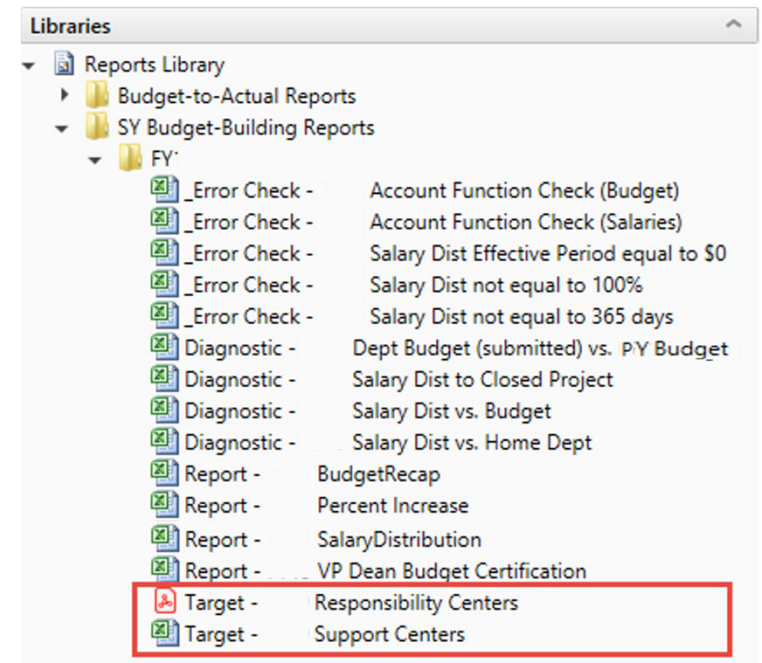 Libraries
Reports Library
Budget-to-Actual Reports
SY Budget-Building Reports
FY
_Error Check - Account Function Check (Budget)
_Error Check - Account Function Check (Salaries)
_Error Check - Salary Dist Effective Period equal to $0
_Error Check - Salary Dist not equal to 100%
_Error Check - Salary Dist not equal to 365 days
Diagnostic - Dept Budget (submitted) vs. PY Budget
Diagnostic - Salary Dist to Closed Project
Diagnostic - Salary Dist vs. Budget
Diagnostic - Salary Dist vs. Home Dept
Report - BudgetRecap
Report - Percent Increase
Report - SalaryDistribution
Report - VP Dean Budget Certification
Target - Responsibility Centers
Target - Support Centers